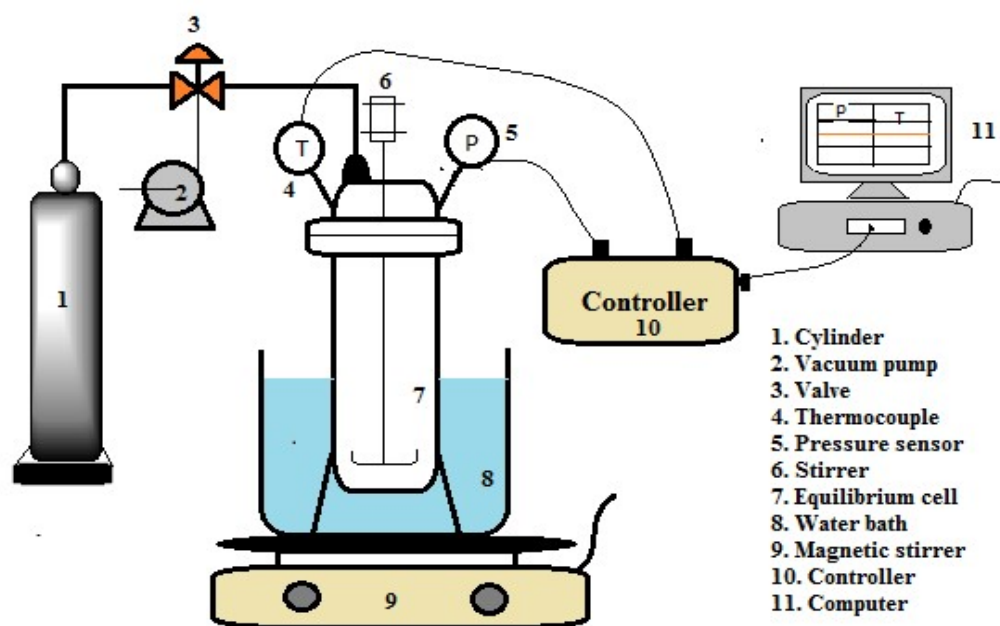 3
6
P
T
11
T
P
5
4
2
1
Controller
10
7
8
9
1. Cylinder
2. Vacuum pump
3. Valve
4. Thermocouple
5. Pressure sensor
6. Stirrer
7. Equilibrium cell
8. Water bath
9. Magnetic stirrer
10. Controller
11. Computer